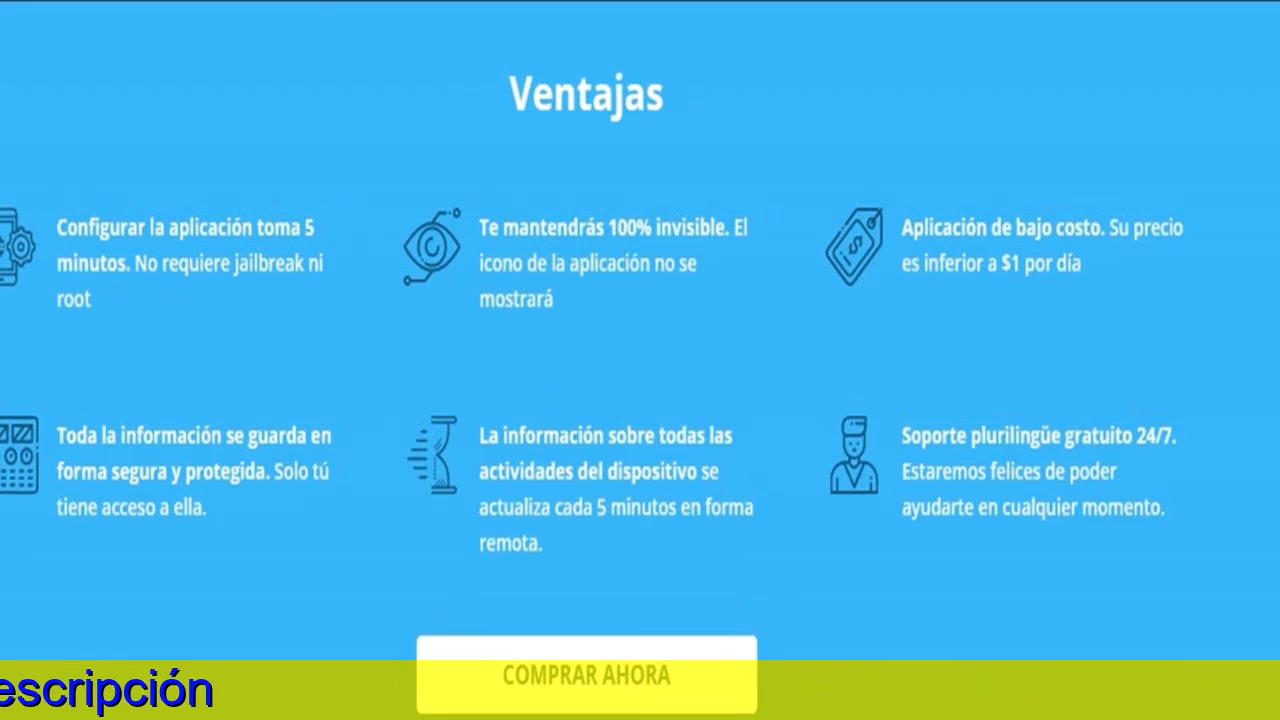 Ventajas
Configurar la aplicación toma 5
minutos. No requiere jailbreak ni
root
Te mantendrás 100% invisible. El
icono de la aplicación no se
mostrará
Aplicación de bajo costo. Su precio
es inferior a $1 por día
Toda la información se guarda en
forma segura y protegida. Solo tú
tiene acceso a ella.
La información sobre todas las
actividades del dispositivo se
actualiza cada 5 minutos en forma
remota.
Soporte plurilingüe gratuito 24/7.
Estaremos felices de poder
ayudarte en cualquier momento.
COMPRAR AHORA
escripción